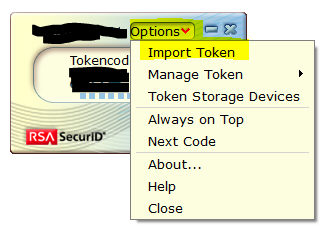 Options
Import Token
Tokencod
Manage Token
Token Storage Devices
Always on Top
RSA SecurID®
Next Code
About...
Help
Close